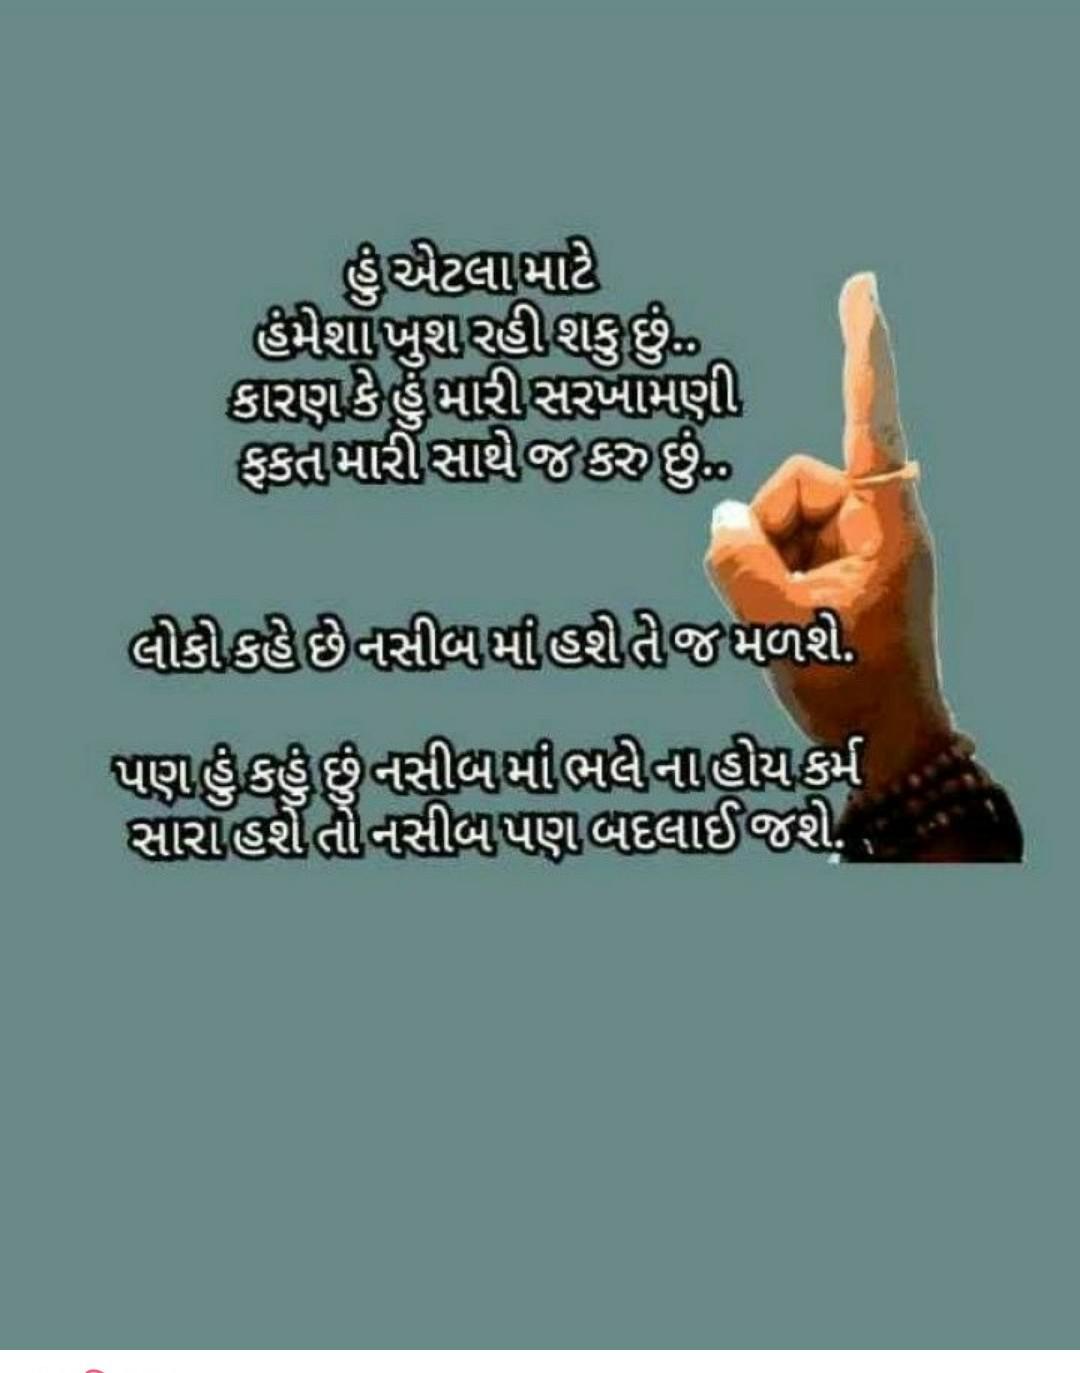 હું એટલા માટે
હંમેશા ખુશ રહી શકુ છું..
કારણ કે હું મારી સરખામણી
ફકત મારી સાથે જ કરુ છું..
લોકો કહે છે નસીબ માં હશે તે જ મળશે.
પણ હું કહું છું નસીબ માં ભલે ના હોય કર્મ
સારા હશે તો નસીબ પણ બદલાઈ જશે.